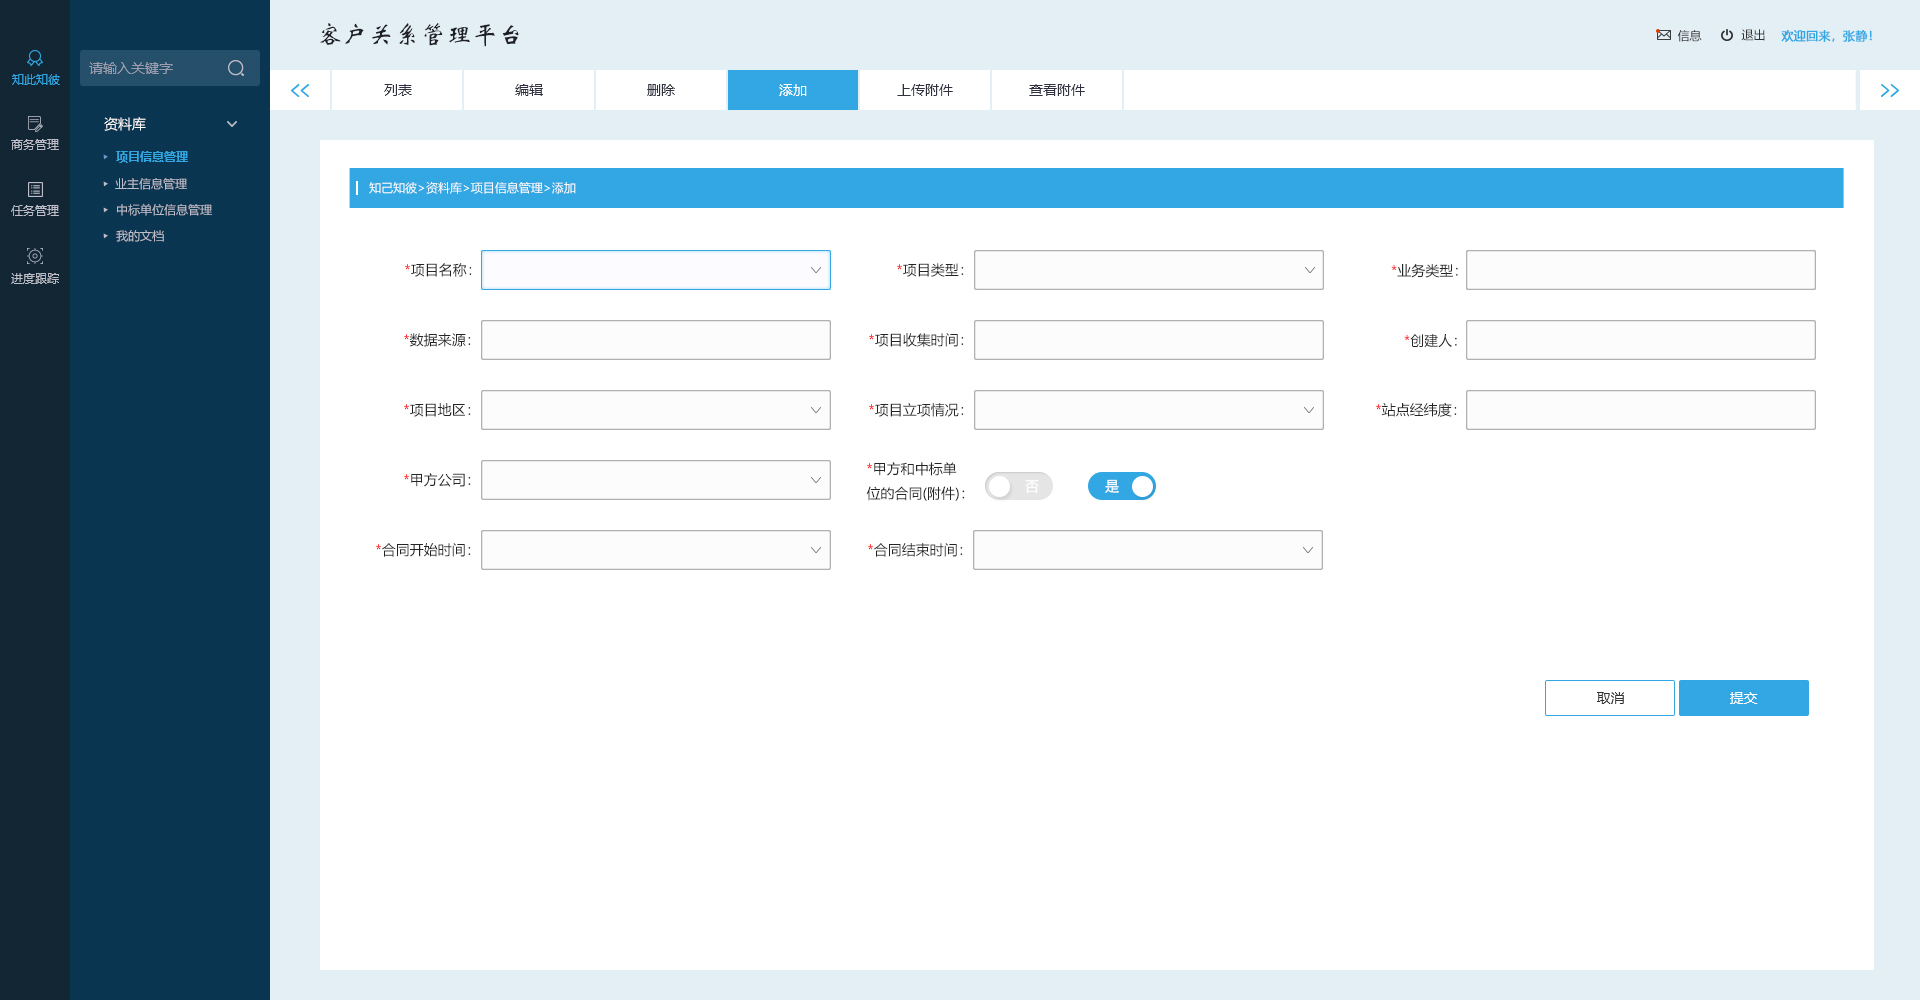 客户关系管理平台
信息 退出 欢迎回来，张静！
知此知彼
商务管理
任务管理
进度跟踪
请输入关键字
资料库
项目信息管理
业主信息管理
中标单位信息管理
我的文档
列表 编辑 删除 添加 上传附件 查看附件
知己知彼>资料库>项目信息管理>添加
*项目名称： *项目类型： *业务类型：
*数据来源： *项目收集时间： *创建人：
*项目地区： *项目立项情况： *站点经纬度：
*甲方公司： *甲方和中标单
位的合同(附件)： 否 是
*合同开始时间： *合同结束时间：
取消 提交